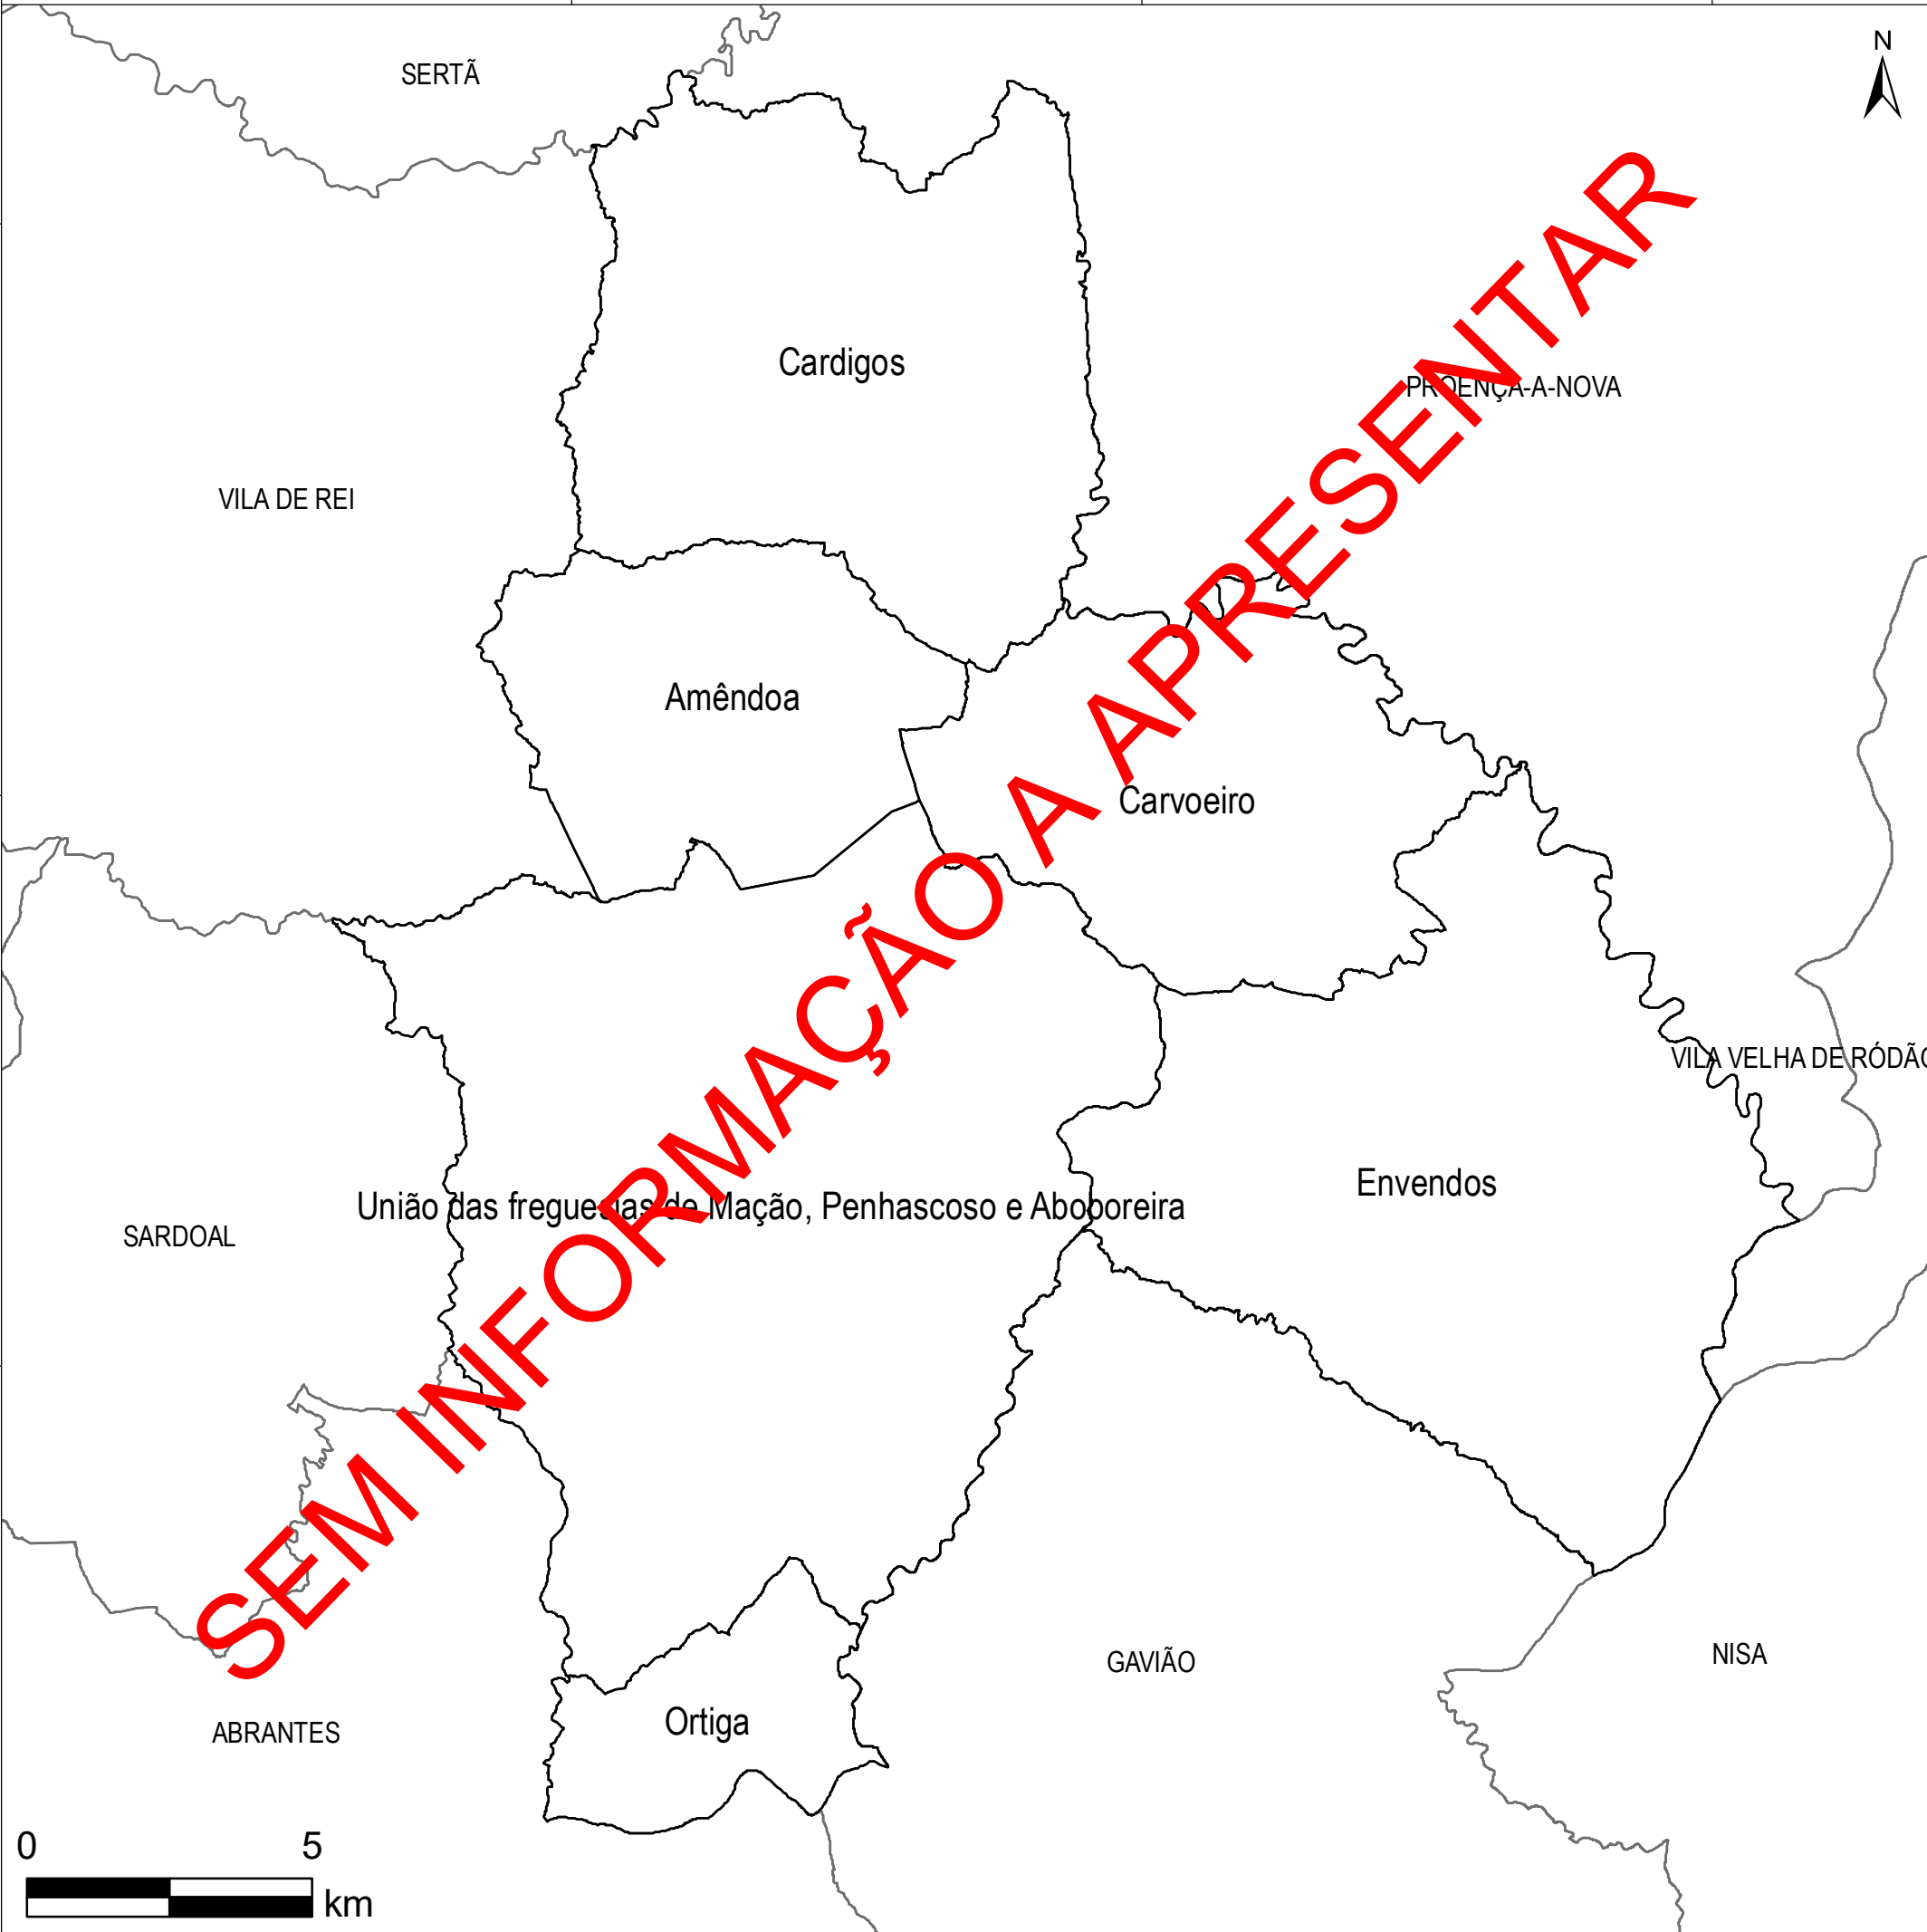 SERTÃ
N
Cardigos
PROENÇA-A-NOVA
VILA DE REI
Amêndoa
Carvoeiro
VILA VELHA DE RÓDÃO
Envendos
União das freguesias de Mação, Penhascoso e Aboboreira
SARDOAL
SEM INFORMAÇÃO A APRESENTAR
GAVIÃO
NISA
Ortiga
ABRANTES
0 5
km